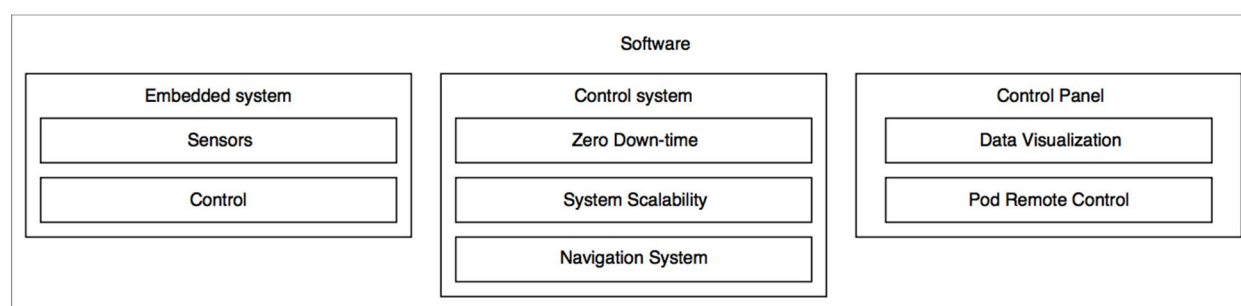 Software
Embedded system
Sensors
Control
Control system
Zero Down-time
System Scalability
Navigation System
Control Panel
Data Visualization
Pod Remote Control